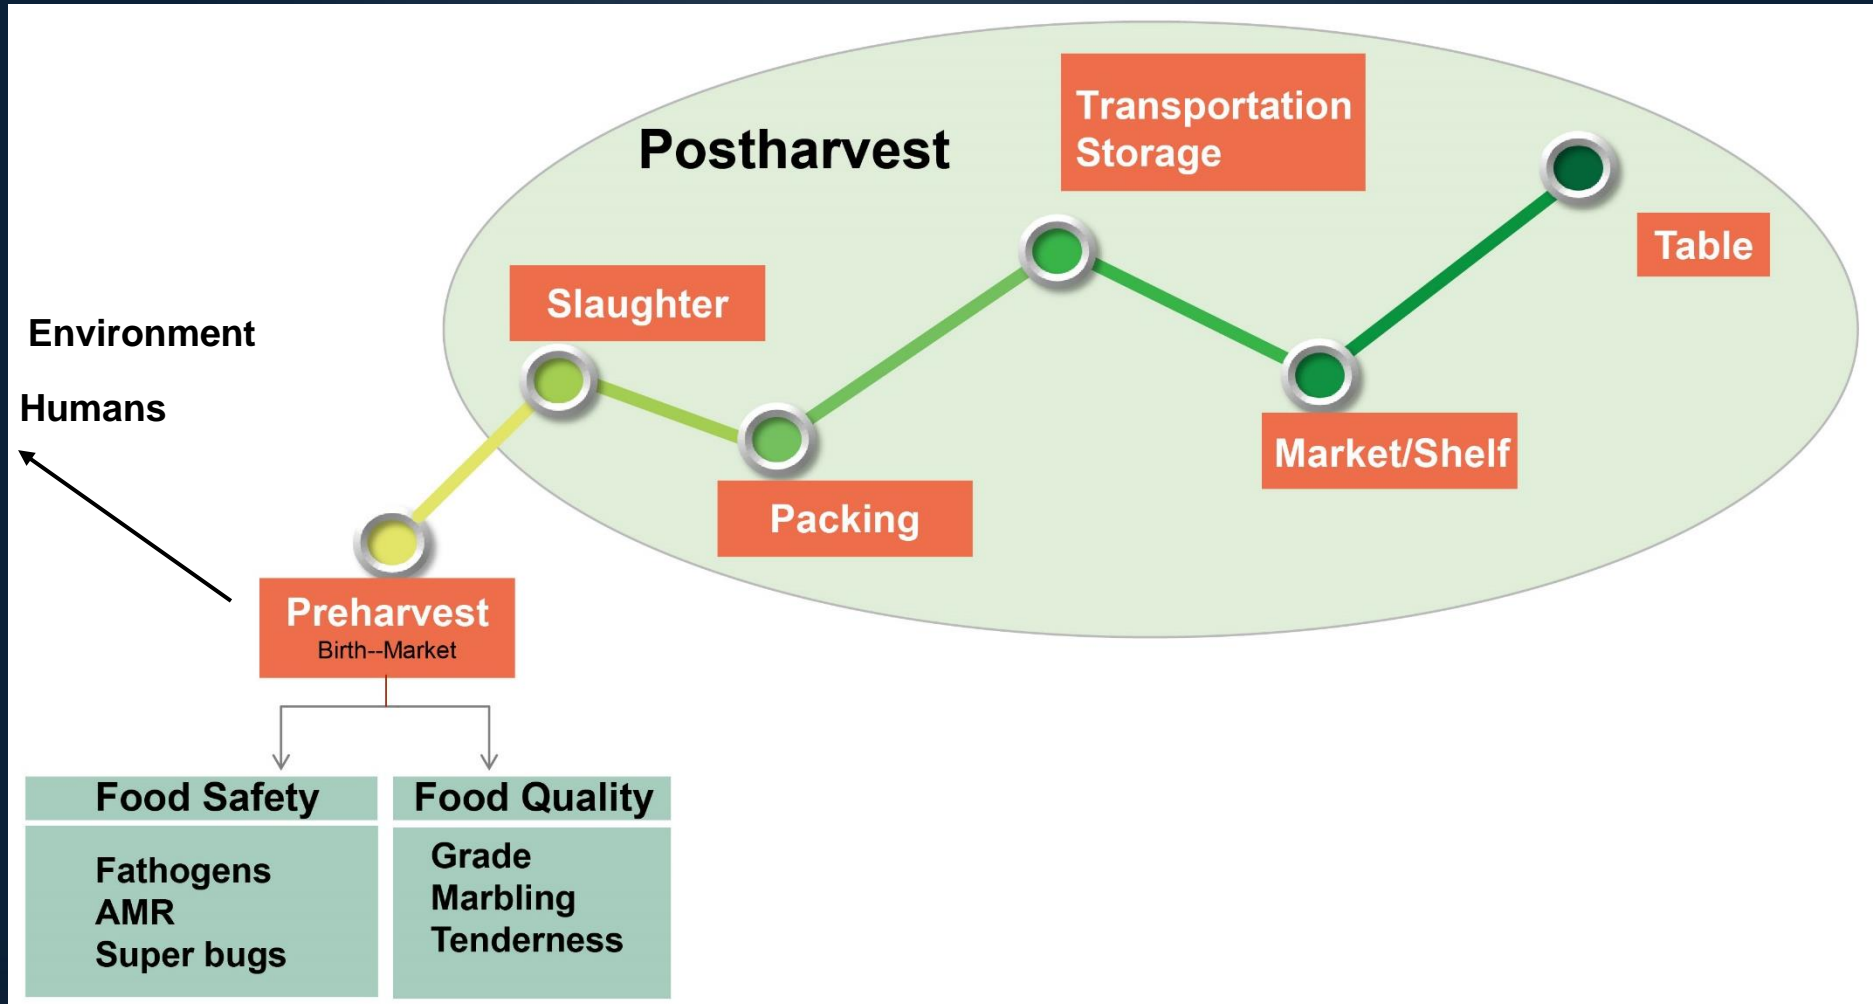 Postharvest
Transportation
Storage
Table
Slaughter
Environment
Humans
Market/Shelf
Packing
Preharvest
Birth--Market
Food Safety
Fathogens
AMR
Super bugs
Food Quality
Grade
Marbling
Tenderness